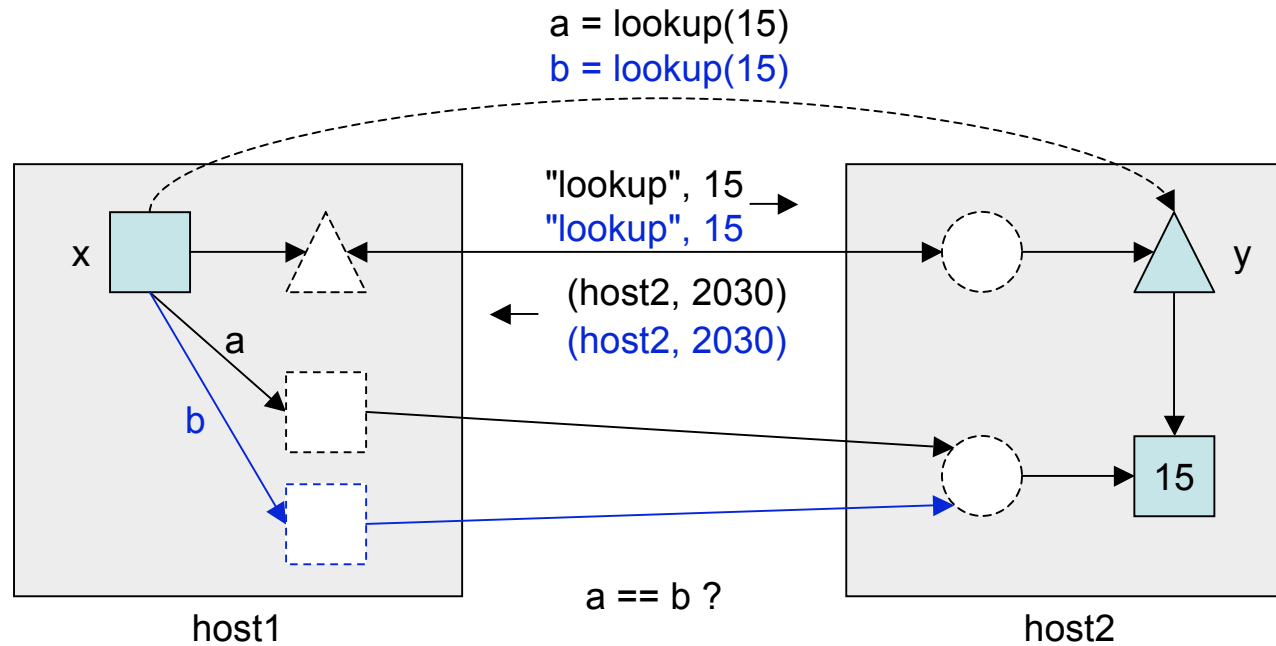 a = lookup(15)
b = lookup(15)
"lookup", 15
"lookup", 15
x
y
(host2, 2030)
(host2, 2030)
a
b
15
a == b ?
host1
host2